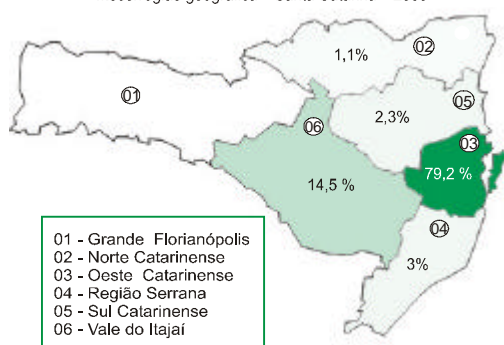 02
1,1 %
01
05
2,3%
06
03
79,2 %
14,5 %
04
3%
01 - Grande Florianópolis
02 - Norte Catarinense
03 - Oeste Catarinense
04 - Região Serrana
05 - Sul Catarinense
06 - Vale do Itajaí